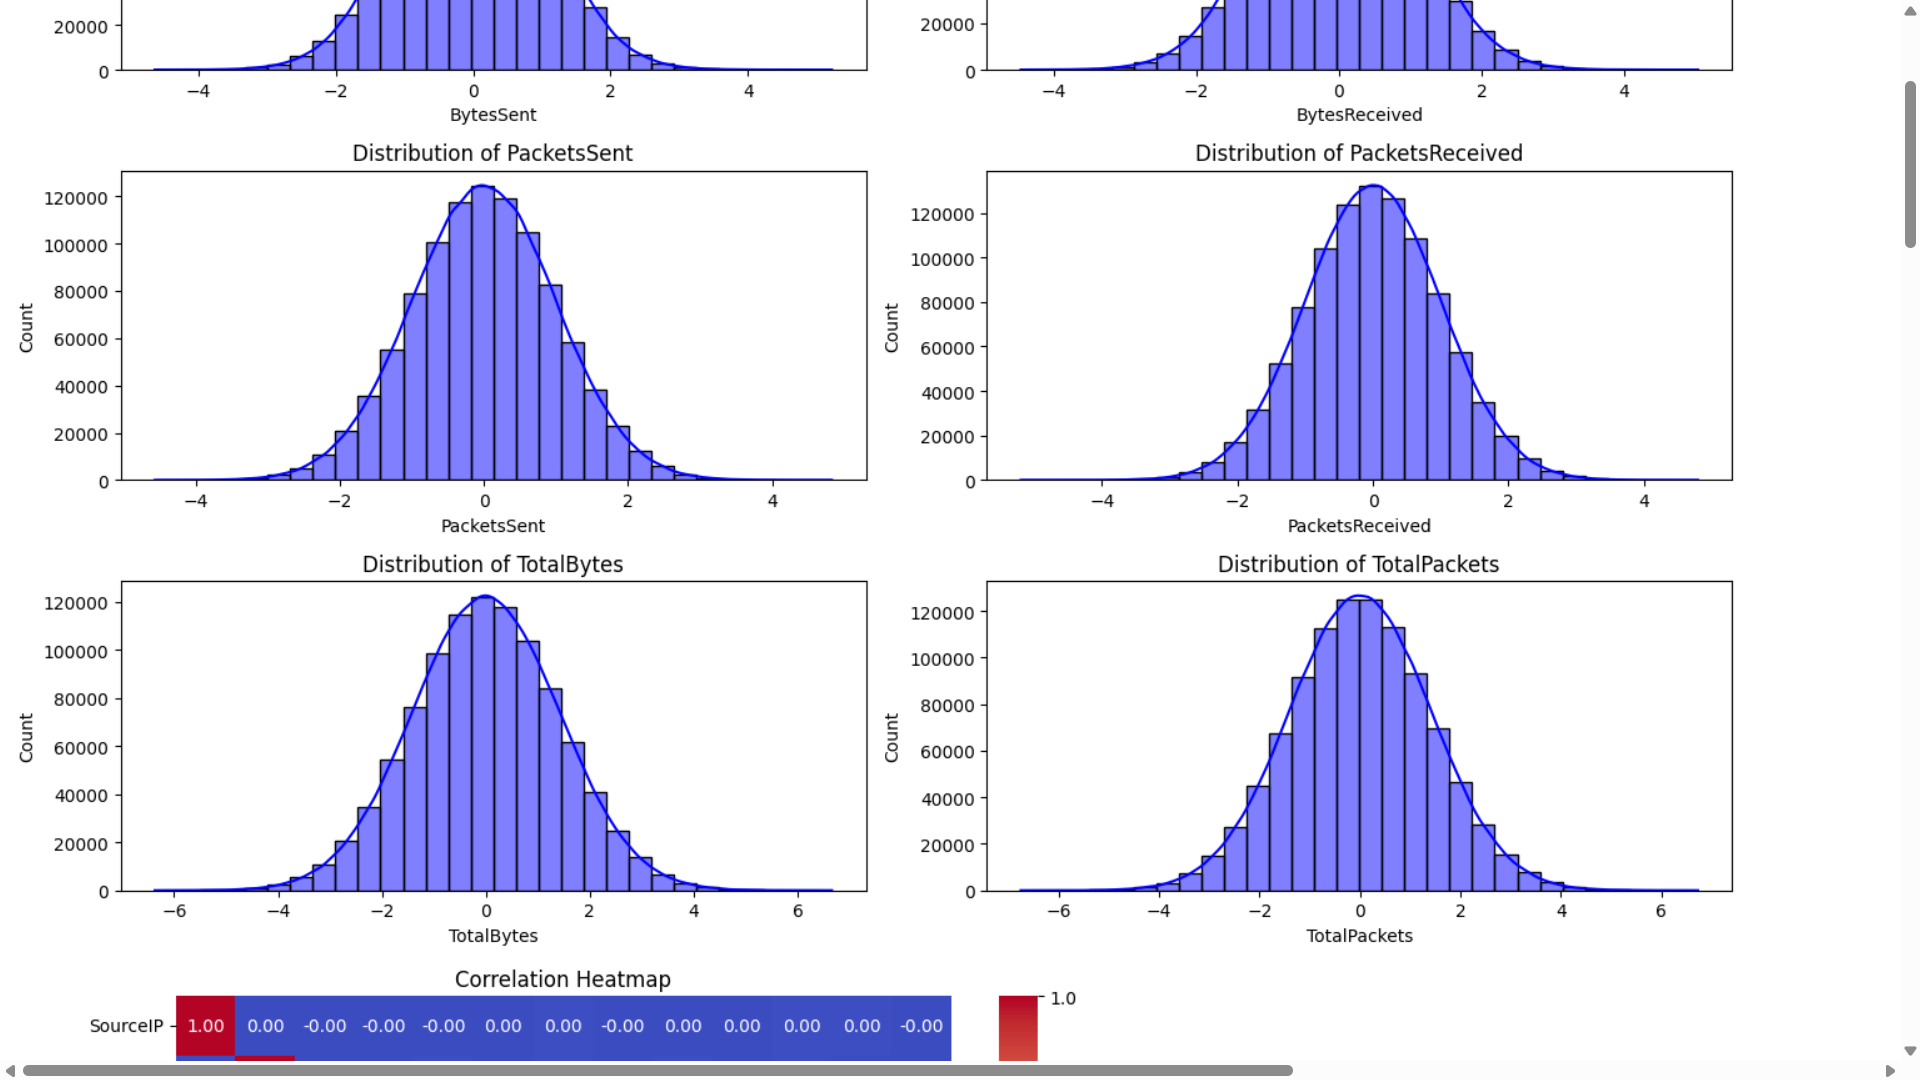 20000
0
−4 −2 0 2 4
BytesSent
20000
0
−4 −2 0 2 4
BytesReceived
Distribution of PacketsSent
120000
100000
80000
60000
40000
20000
0
Count
−4 −2 0 2 4
PacketsSent
Distribution of PacketsReceived
120000
100000
80000
60000
40000
20000
0
Count
−4 −2 0 2 4
PacketsReceived
Distribution of TotalBytes
120000
100000
80000
60000
40000
20000
0
Count
−6 −4 −2 0 2 4 6
TotalBytes
Distribution of TotalPackets
120000
100000
80000
60000
40000
20000
0
Count
−6 −4 −2 0 2 4 6
TotalPackets
Correlation Heatmap
SourceIP 1.00 0.00 -0.00 -0.00 -0.00 0.00 0.00 -0.00 0.00 0.00 0.00 0.00 -0.00
1.0